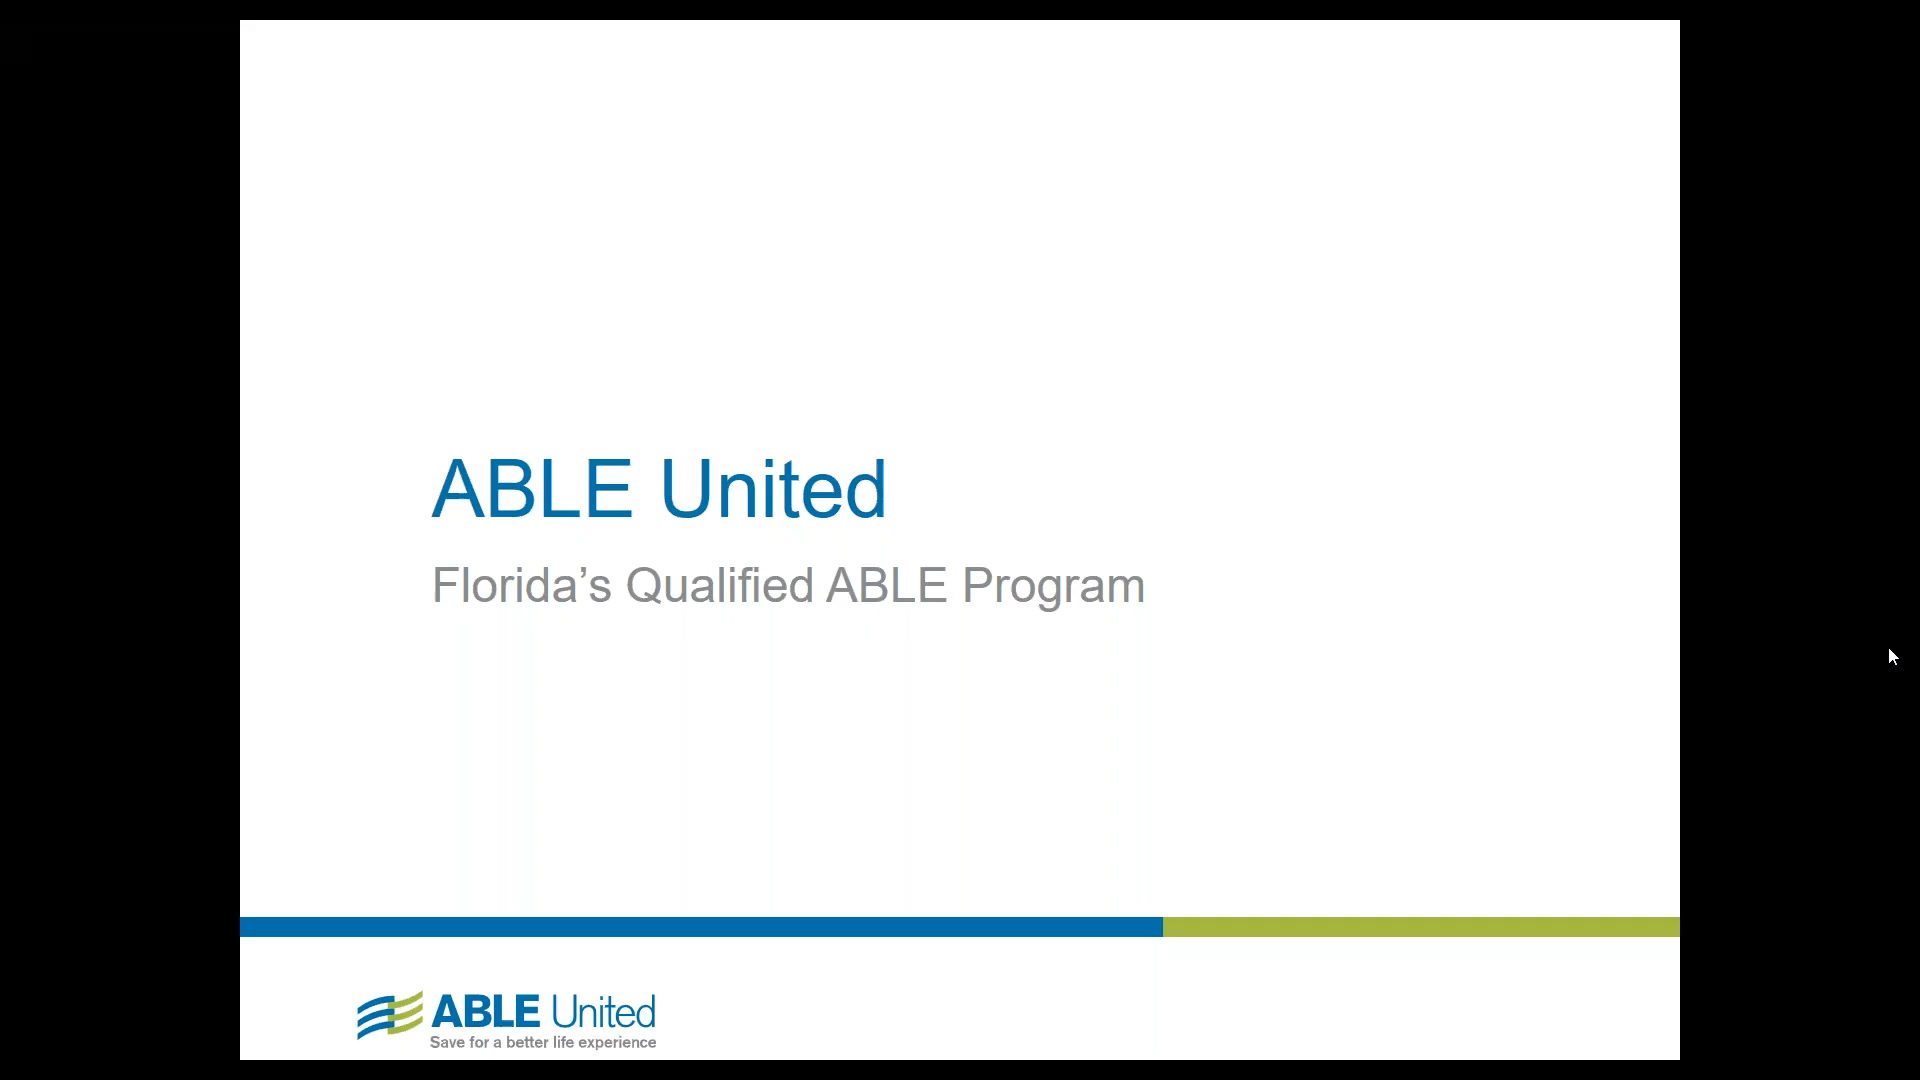 ABLE United
Florida’s Qualified ABLE Program
ABLE United
Save for a better life experience